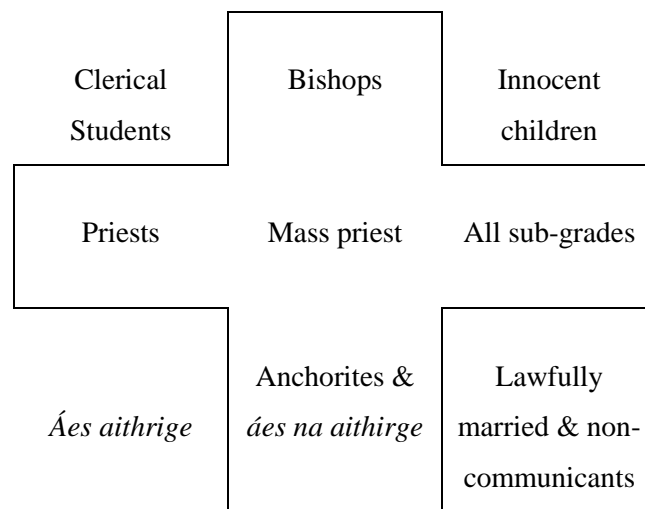 Clerical
Students
Bishops
Innocent
children
Priests
Mass priest
All sub-grades
Áes aithrige
Anchorites &
áes na aithirge
Lawfully
married & non-
communicants